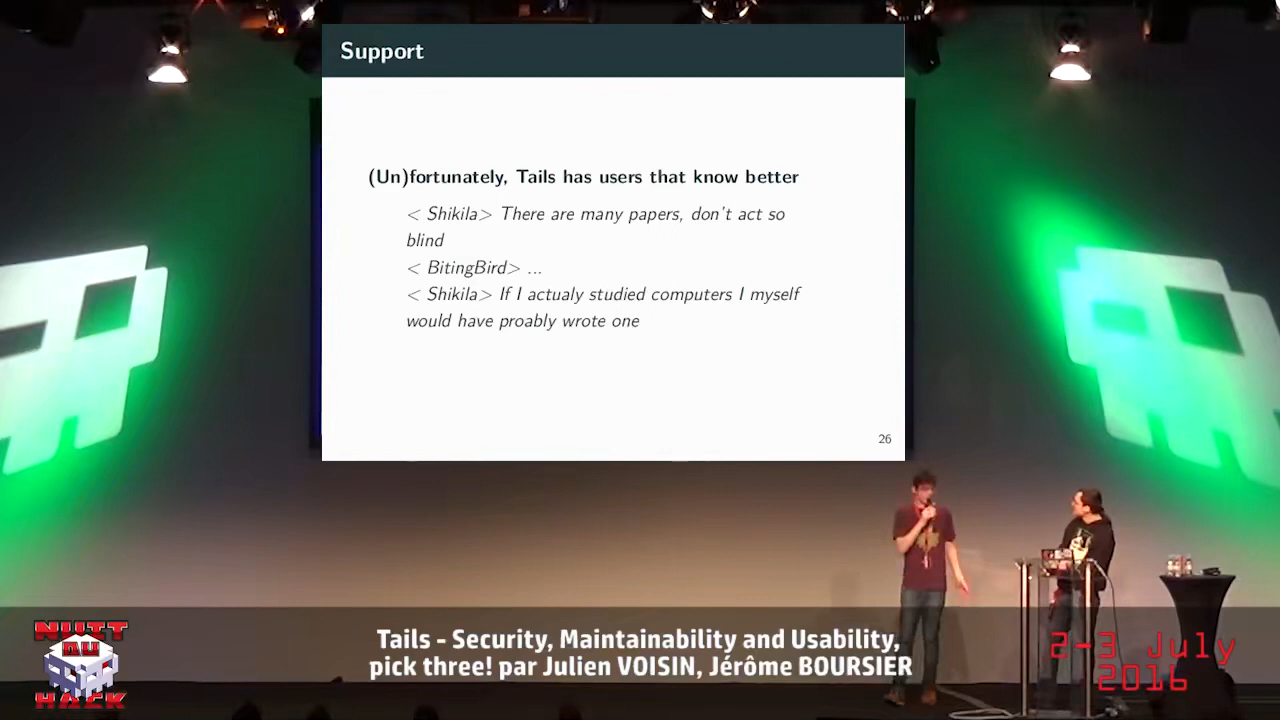 Support
(Un)fortunately, Tails has users that know better
< Shikila> There are many papers, don't act so
blind
< BitingBird> ...
< Shikila> If I actualy studied computers I myself
would have proably wrote one
26
NUIT
DU
HACK
Tails - Security, Maintainability and Usability,
pick three! par Julien VOISIN, Jérôme BOURSIER
2-3 July
2016